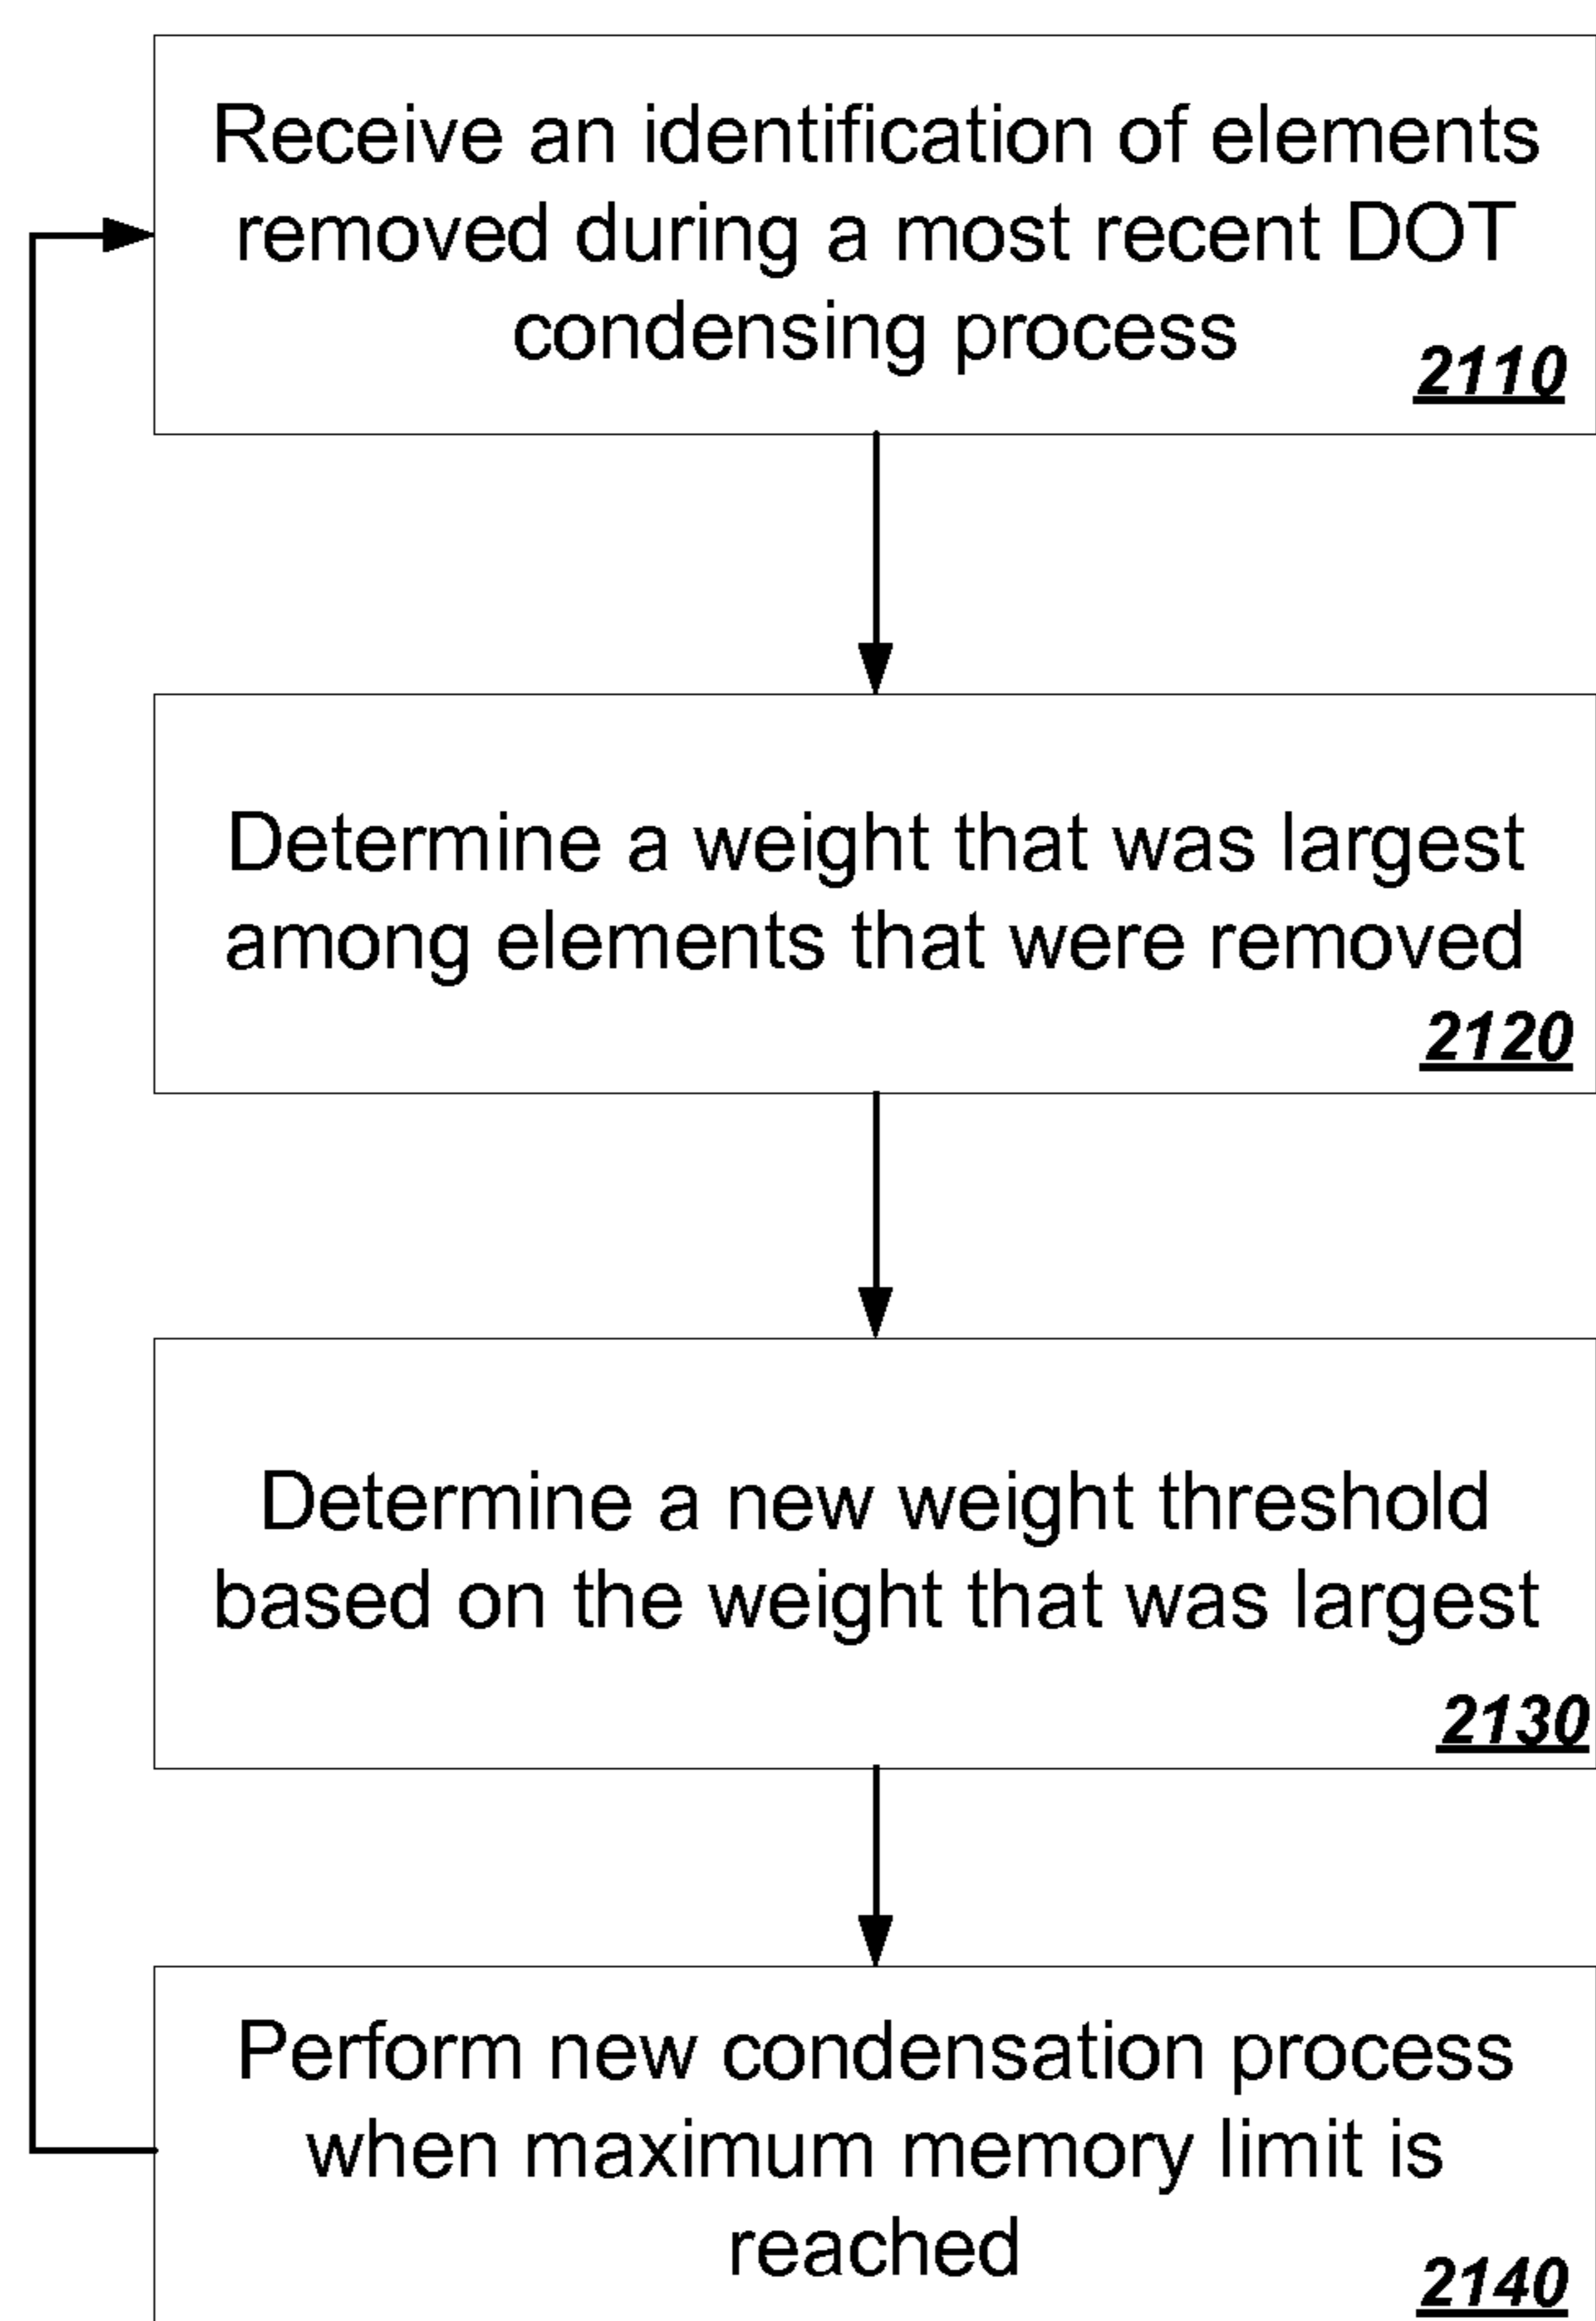 Receive an identification of elements
removed during a most recent DOT
condensing process
2110
Determine a weight that was largest
among elements that were removed
2120
Determine a new weight threshold
based on the weight that was largest
2130
Perform new condensation process
when maximum memory limit is
reached
2140